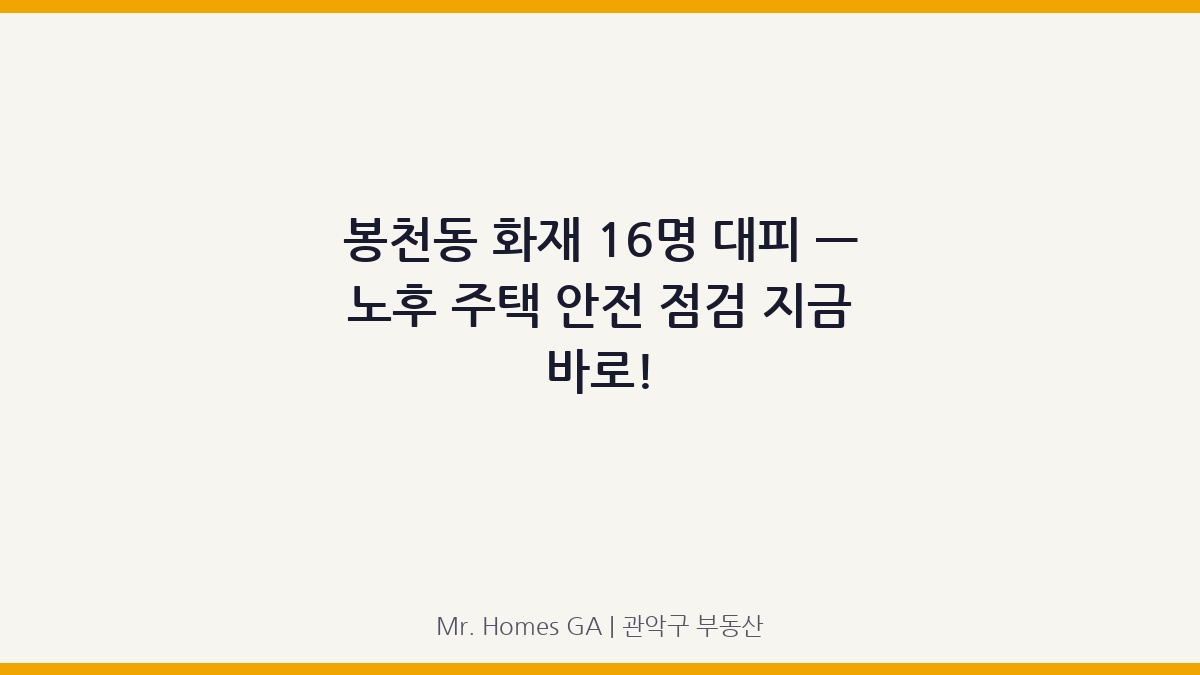 봉천동 화재 16명 대피 —
노후 주택 안전 점검 지금
바로!
Mr. Homes GA | 관악구 부동산